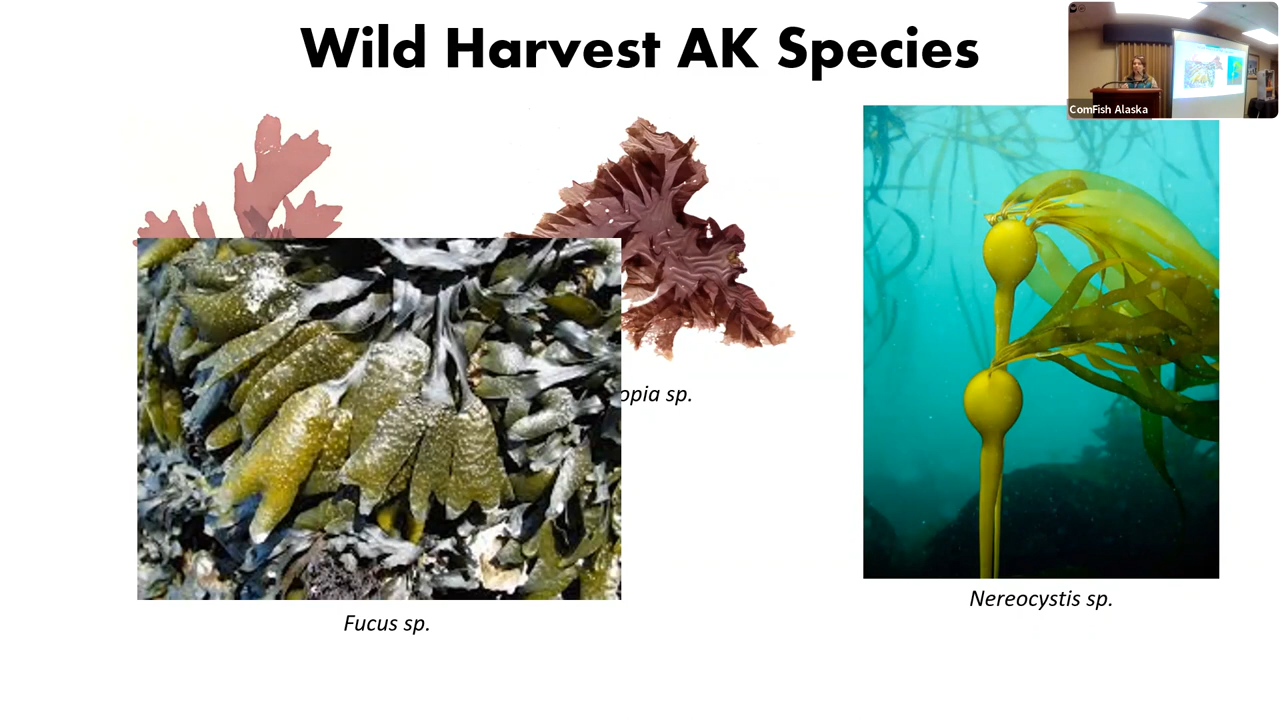 Wild Harvest AK Species
ComFish Alaska
opia sp.
Nereocystis sp.
Fucus sp.